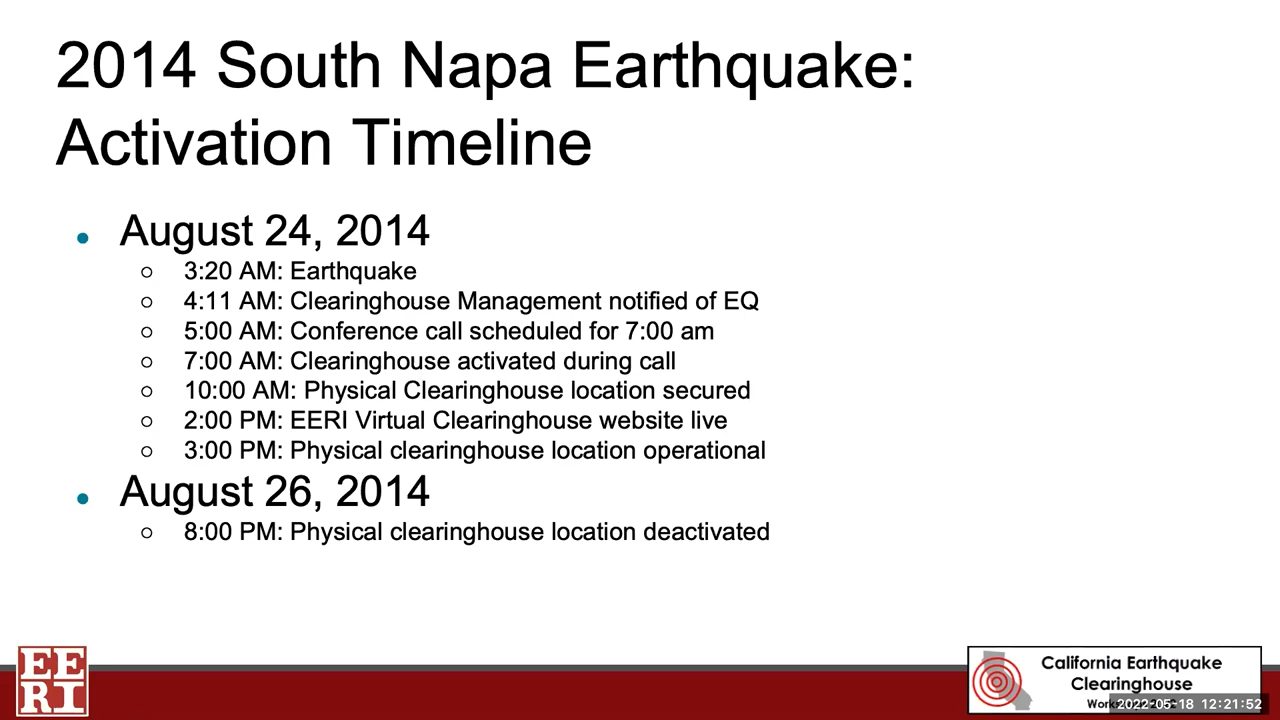 2014 South Napa Earthquake:
Activation Timeline
● August 24, 2014
○ 3:20 AM: Earthquake
○ 4:11 AM: Clearinghouse Management notified of EQ
○ 5:00 AM: Conference call scheduled for 7:00 am
○ 7:00 AM: Clearinghouse activated during call
○ 10:00 AM: Physical Clearinghouse location secured
○ 2:00 PM: EERI Virtual Clearinghouse website live
○ 3:00 PM: Physical clearinghouse location operational
● August 26, 2014
○ 8:00 PM: Physical clearinghouse location deactivated
EE
RI
California Earthquake
Clearinghouse
2022-05-18 12:21:52